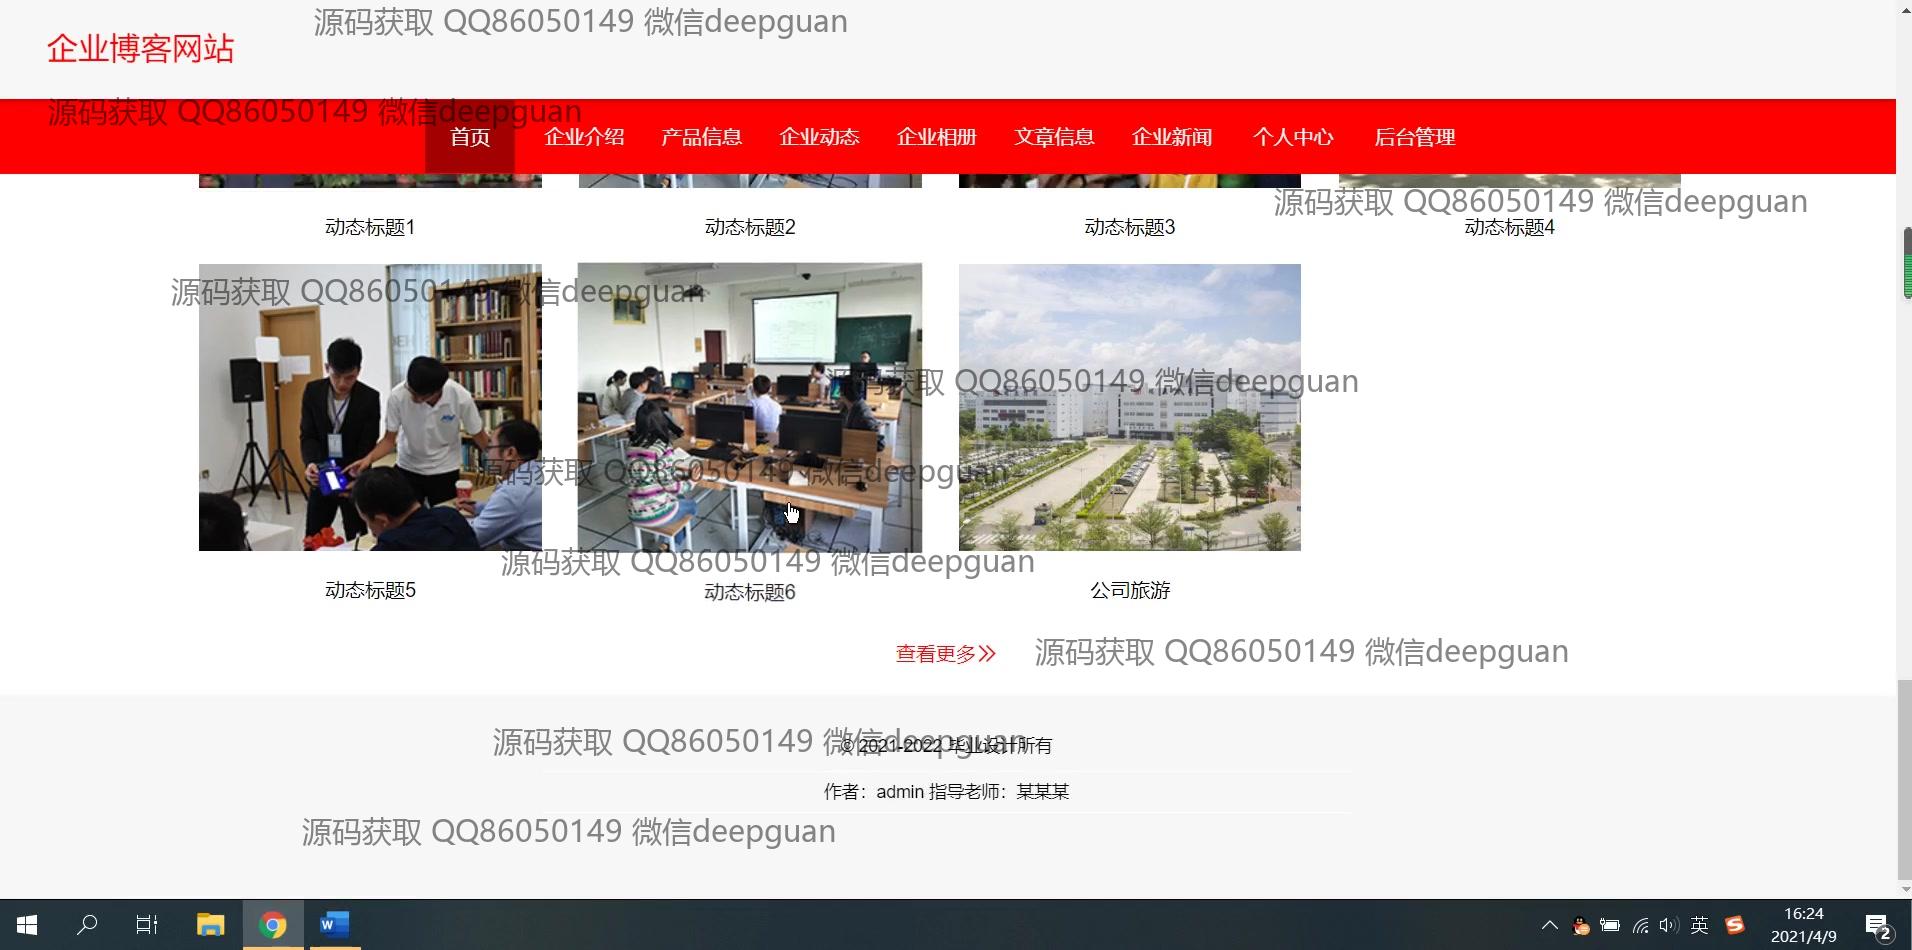 源码获取 QQ86050149 微信deepguan
企业博客网站
源码获取 QQ86050149 微信deepguan
首页 企业介绍 产品信息 企业动态 企业相册 文章信息 企业新闻 个人中心 后台管理
源码获取 QQ86050149 微信deepguan
动态标题1 动态标题2 动态标题3 动态标题4
源码获取 QQ86050149 微信deepguan
源码获取 QQ86050149 微信deepguan
源码获取 QQ86050149 微信deepguan
源码获取 QQ86050149 微信deepguan
动态标题5 动态标题6 公司旅游
查看更多
源码获取 QQ86050149 微信deepguan
源码获取 QQ86050149 微信deepguan
© 2021-2022 毕业设计所有
作者：admin 指导老师：某某某
源码获取 QQ86050149 微信deepguan
英
16:24
2021/4/9
2